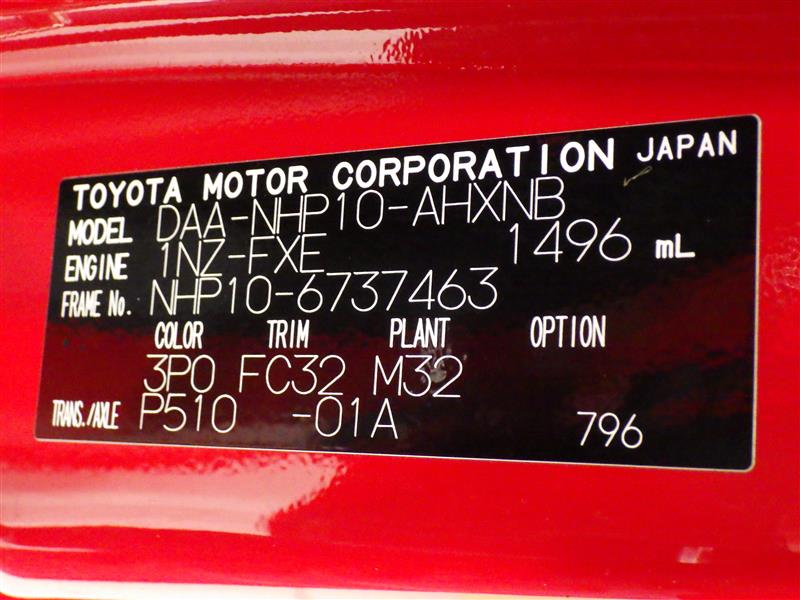 TOYOTA MOTOR CORPORATION JAPAN
MODEL DAA-NHP10-AHXNB
ENGINE 1NZ-FXE 1496 mL
FRAME No. NHP10-6737463
COLOR TRIM PLANT OPTION
3P0 FC32 M32
TRANS./AXLE P510 -01A 796